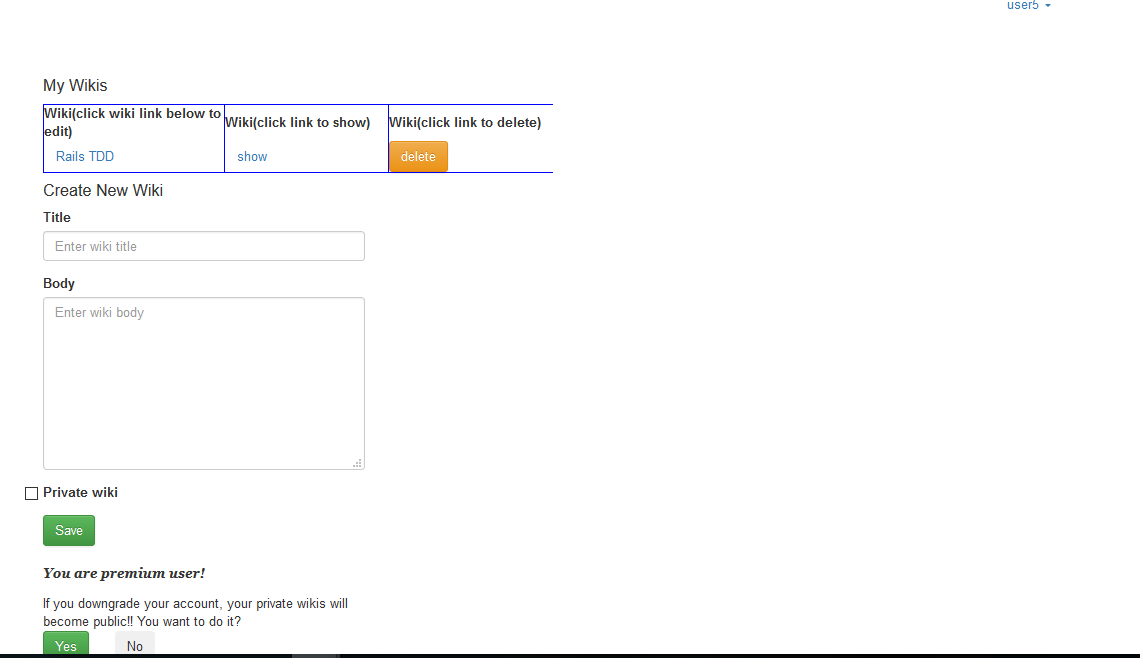 user5
My Wikis
Wiki(click wiki link below to
edit)
Wiki(click link to show)
Wiki(click link to delete)
Rails TDD
show
delete
Create New Wiki
Title
Enter wiki title
Body
Enter wiki body
Private wiki
Save
You are premium user!
If you downgrade your account, your private wikis will
become public!! You want to do it?
Yes
No